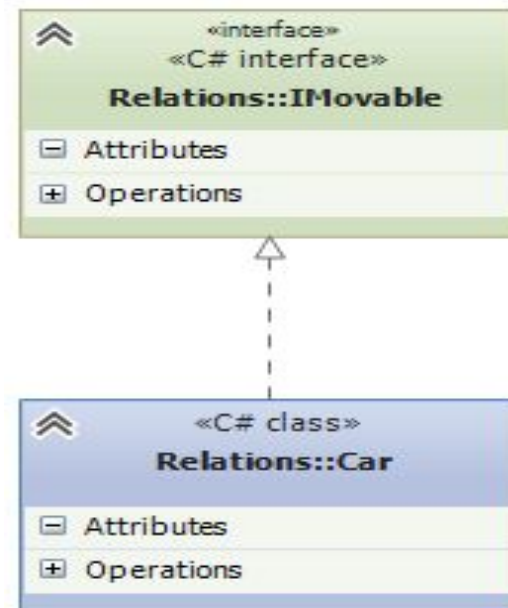 «interface»
«C# interface»
Relations::IMovable
Attributes
Operations
«C# class»
Relations::Car
Attributes
Operations